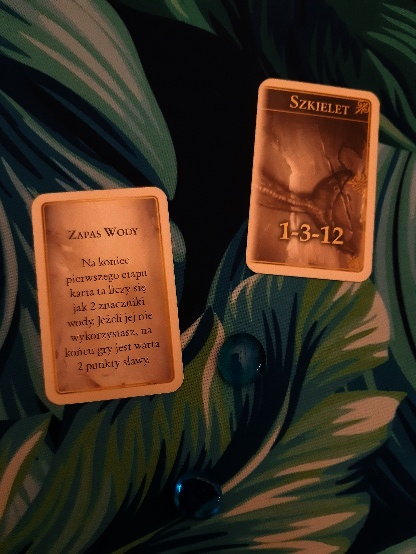 Zapas Wody
Na koniec
pierwszego etapu
karta ta liczy się
jak 2 znaczniki
wody. Jeżeli jej nie
wykorzystasz, na
końcu gry jest warta
2 punkty sławy.
Szkielet
1-3-12